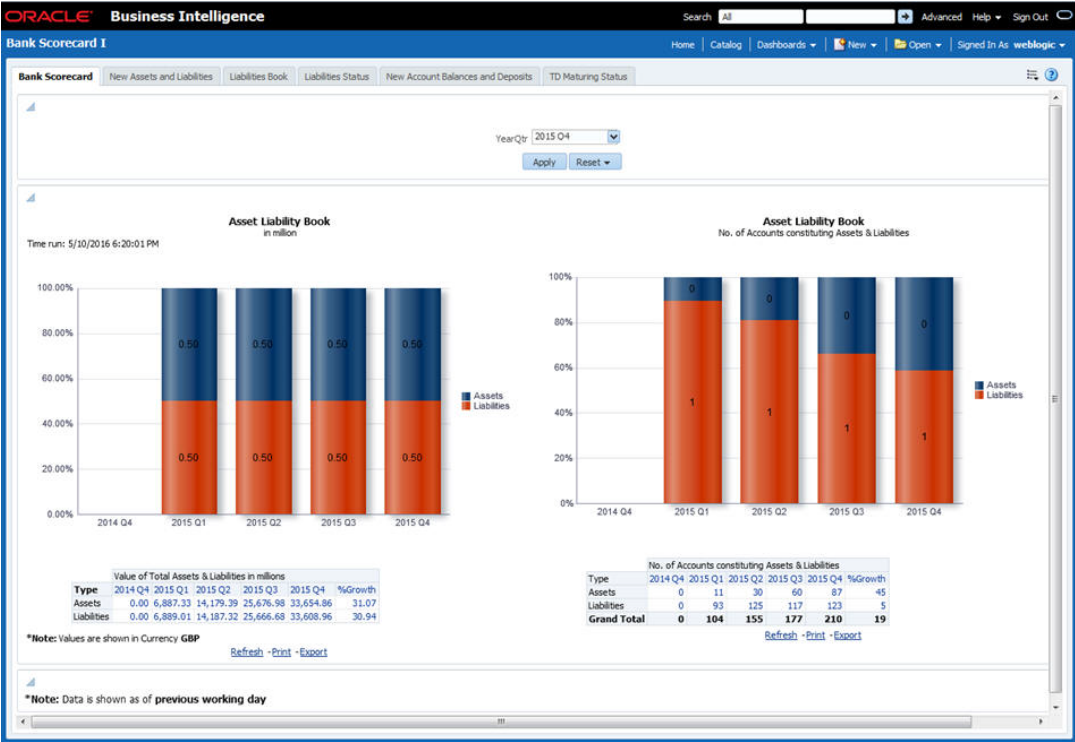 ORACLE Business Intelligence Search All Advanced Help Sign Out
Bank Scorecard I Home Catalog Dashboards New Open Signed In As weblogic
Bank Scorecard New Assets and Liabilities Liabilities Book Liabilities Status New Account Balances and Deposits TD Maturing Status
YearQtr 2015 Q4
Apply Reset
Asset Liability Book
in million
Time run: 5/10/2016 6:20:01 PM
100.00%
80.00%
60.00%
40.00%
20.00%
0.00%
0.50 0.50 0.50 0.50
0.50 0.50 0.50 0.50
2014 Q4 2015 Q1 2015 Q2 2015 Q3 2015 Q4
Assets
Liabilities
Asset Liability Book
No. of Accounts constituting Assets & Liabilities
100%
80%
60%
40%
20%
0%
0 0 0 0
1 1 1 1
2014 Q4 2015 Q1 2015 Q2 2015 Q3 2015 Q4
Assets
Liabilities
Value of Total Assets & Liabilities in millions
Type 2014 Q4 2015 Q1 2015 Q2 2015 Q3 2015 Q4 %Growth
Assets 0.00 6,887.33 14,179.39 25,676.98 33,654.86 31.07
Liabilities 0.00 6,889.01 14,187.32 25,666.68 33,608.96 30.94
*Note: Values are shown in Currency GBP
Refresh - Print - Export
No. of Accounts constituting Assets & Liabilities
Type 2014 Q4 2015 Q1 2015 Q2 2015 Q3 2015 Q4 %Growth
Assets 0 11 30 60 87 45
Liabilities 0 93 125 117 123 5
Grand Total 0 104 155 177 210 19
Refresh - Print - Export
*Note: Data is shown as of previous working day